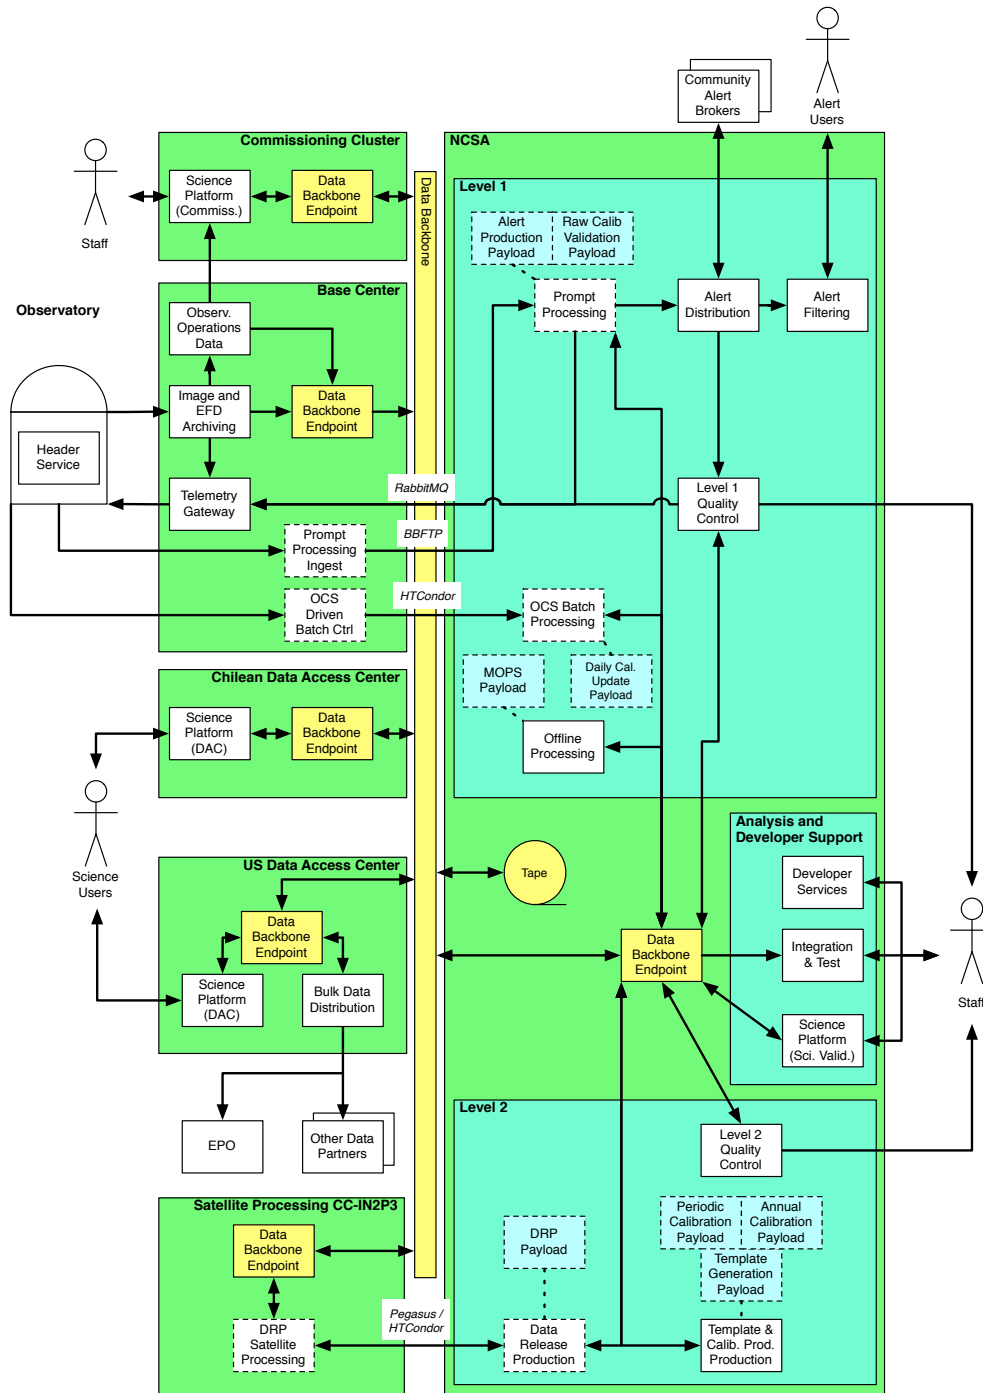 Community
Alert
Brokers
Alert
Users
Commissioning Cluster
NCSA
Staff
Science
Platform
(Commiss.)
Data
Backbone
Endpoint
Data Backbone
Level 1
Alert
Production
Payload
Raw Calib
Validation
Payload
Base Center
Observatory
Observ.
Operations
Data
Prompt
Processing
Alert
Distribution
Alert
Filtering
Image and
EFD
Archiving
Data
Backbone
Endpoint
Header
Service
Telemetry
Gateway
RabbitMQ
Level 1
Quality
Control
Prompt
Processing
Ingest
BBFTP
OCS
Driven
Batch Ctrl
HTCondor
OCS Batch
Processing
MOPS
Payload
Daily Cal.
Update
Payload
Chilean Data Access Center
Science
Platform
(DAC)
Data
Backbone
Endpoint
Offline
Processing
Science
Users
Analysis and
Developer Support
US Data Access Center
Tape
Developer
Services
Data
Backbone
Endpoint
Data
Backbone
Endpoint
Integration
& Test
Staff
Science
Platform
(DAC)
Bulk Data
Distribution
Science
Platform
(Sci. Valid.)
Level 2
EPO
Other Data
Partners
Level 2
Quality
Control
Satellite Processing CC-IN2P3
Data
Backbone
Endpoint
DRP
Payload
Periodic
Calibration
Payload
Annual
Calibration
Payload
Template
Generation
Payload
Pegasus /
HTCondor
DRP
Satellite
Processing
Data
Release
Production
Template &
Calib. Prod.
Production